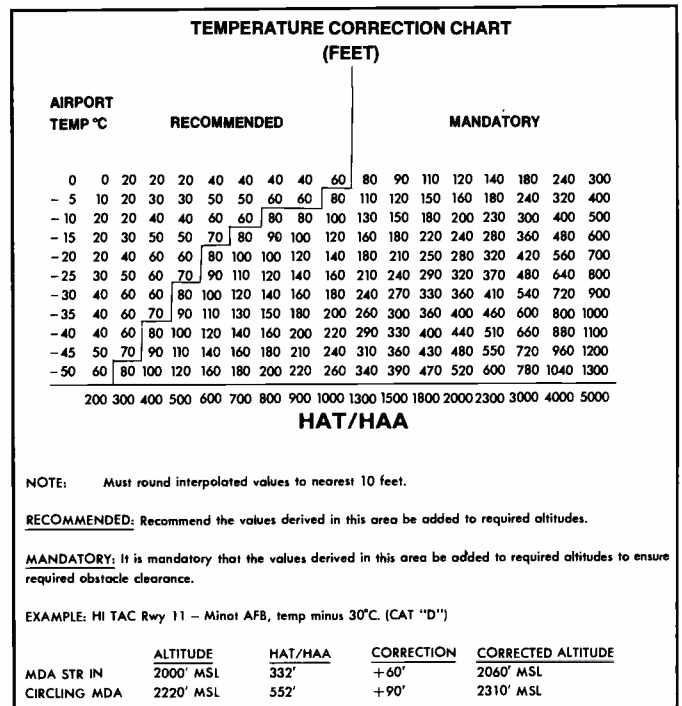 TEMPERATURE CORRECTION CHART
(FEET)
AIRPORT
TEMP °C RECOMMENDED MANDATORY
0 0 20 20 20 40 40 40 40 60 80 90 110 120 140 180 240 300
- 5 10 20 30 30 50 50 60 60 80 110 120 150 160 180 240 320 400
- 10 20 20 40 40 60 60 80 80 100 130 150 180 200 230 300 400 500
- 15 20 30 50 50 70 80 90 100 120 160 180 220 240 280 360 480 600
- 20 20 40 60 60 80 100 100 120 140 180 210 250 280 320 420 560 700
- 25 30 50 60 70 90 110 120 140 160 210 240 290 320 370 480 640 800
- 30 40 60 60 80 100 120 140 160 180 240 270 330 360 410 540 720 900
- 35 40 60 70 90 110 130 150 180 200 260 300 360 400 460 600 800 1000
- 40 40 60 80 100 120 140 160 200 220 290 330 400 440 510 660 880 1100
- 45 50 70 90 110 140 160 180 210 240 310 360 430 480 550 720 960 1200
- 50 60 80 100 120 160 180 200 220 260 340 390 470 520 600 780 1040 1300
200 300 400 500 600 700 800 900 1000 1300 1500 1800 2000 2300 3000 4000 5000
HAT/HAA
NOTE: Must round interpolated values to nearest 10 feet.
RECOMMENDED: Recommend the values derived in this area be added to required altitudes.
MANDATORY: It is mandatory that the values derived in this area be added to required altitudes to ensure
required obstacle clearance.
EXAMPLE: HI TAC Rwy 11 – Minot AFB, temp minus 30°C. (CAT "D")
ALTITUDE HAT/HAA CORRECTION CORRECTED ALTITUDE
MDA STR IN 2000' MSL 332' +60' 2060' MSL
CIRCLING MDA 2220' MSL 552' +90' 2310' MSL